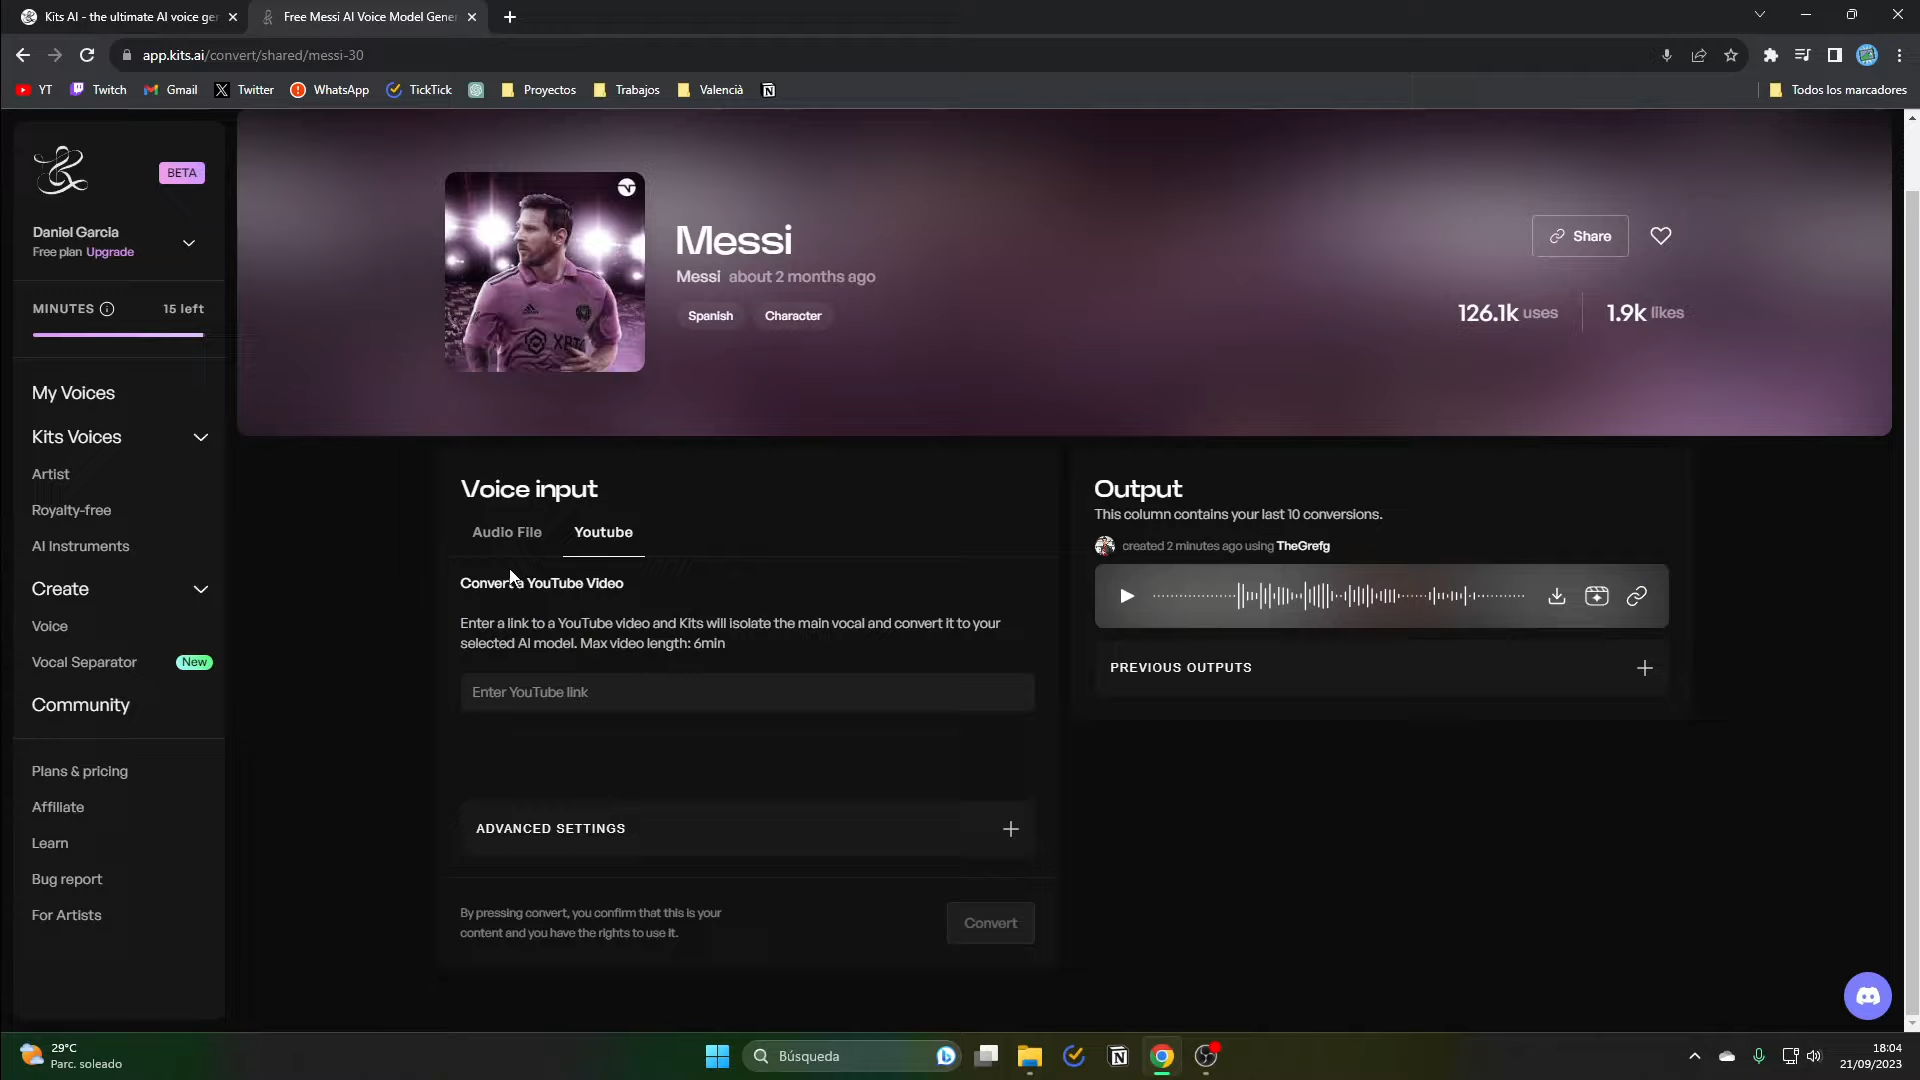 Kits AI - the ultimate AI voice ger
Free Messi AI Voice Model Gener
app.kits.ai/convert/shared/messi-30
YT
Twitch
Gmail
Twitter
WhatsApp
TickTick
Proyectos
Trabajos
Valencià
Todos los marcadores
BETA
Daniel Garcia
Free plan Upgrade
MINUTES
15 left
My Voices
Kits Voices
Artist
Royalty-free
AI Instruments
Create
Voice
Vocal Separator
New
Community
Plans & pricing
Affiliate
Learn
Bug report
For Artists
Messi
Messi about 2 months ago
Spanish
Character
Share
126.1k uses
1.9k likes
Voice input
Audio File
Youtube
Convert a YouTube Video
Enter a link to a YouTube video and Kits will isolate the main vocal and convert it to your
selected AI model. Max video length: 6min
Enter YouTube link
ADVANCED SETTINGS
By pressing convert, you confirm that this is your
content and you have the rights to use it.
Convert
Output
This column contains your last 10 conversions.
created 2 minutes ago using TheGrefg
PREVIOUS OUTPUTS
29°C
Parc. soleado
Búsqueda
18:04
21/09/2023